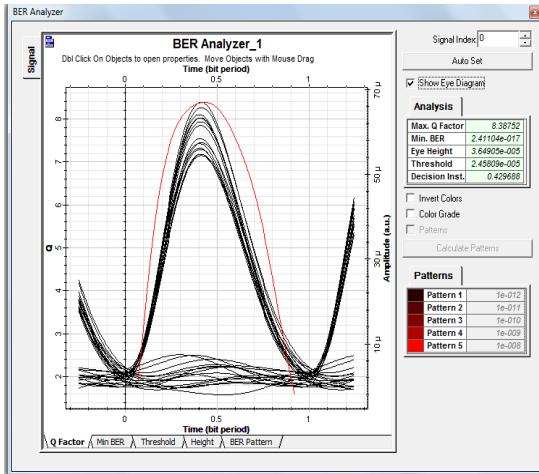 BER Analyzer
Signal
BER Analyzer_1
Dbl Click On Objects to open properties. Move Objects with Mouse Drag
Time (bit period)
0 0.5 1
Q
2 3 4 5 6 7 8
Amplitude (a.u.)
10 µ 30 µ 50 µ 70 µ
0 0.5 1
Time (bit period)
Q Factor Min BER Threshold Height BER Pattern
Signal Index: 0
Auto Set
Show Eye Diagram
Analysis
Max. Q Factor 8.38752
Min. BER 2.41104e-017
Eye Height 3.64905e-005
Threshold 2.45809e-005
Decision Inst. 0.429688
Invert Colors
Color Grade
Patterns
Calculate Patterns
Patterns
Pattern 1 1e-012
Pattern 2 1e-011
Pattern 3 1e-010
Pattern 4 1e-009
Pattern 5 1e-008